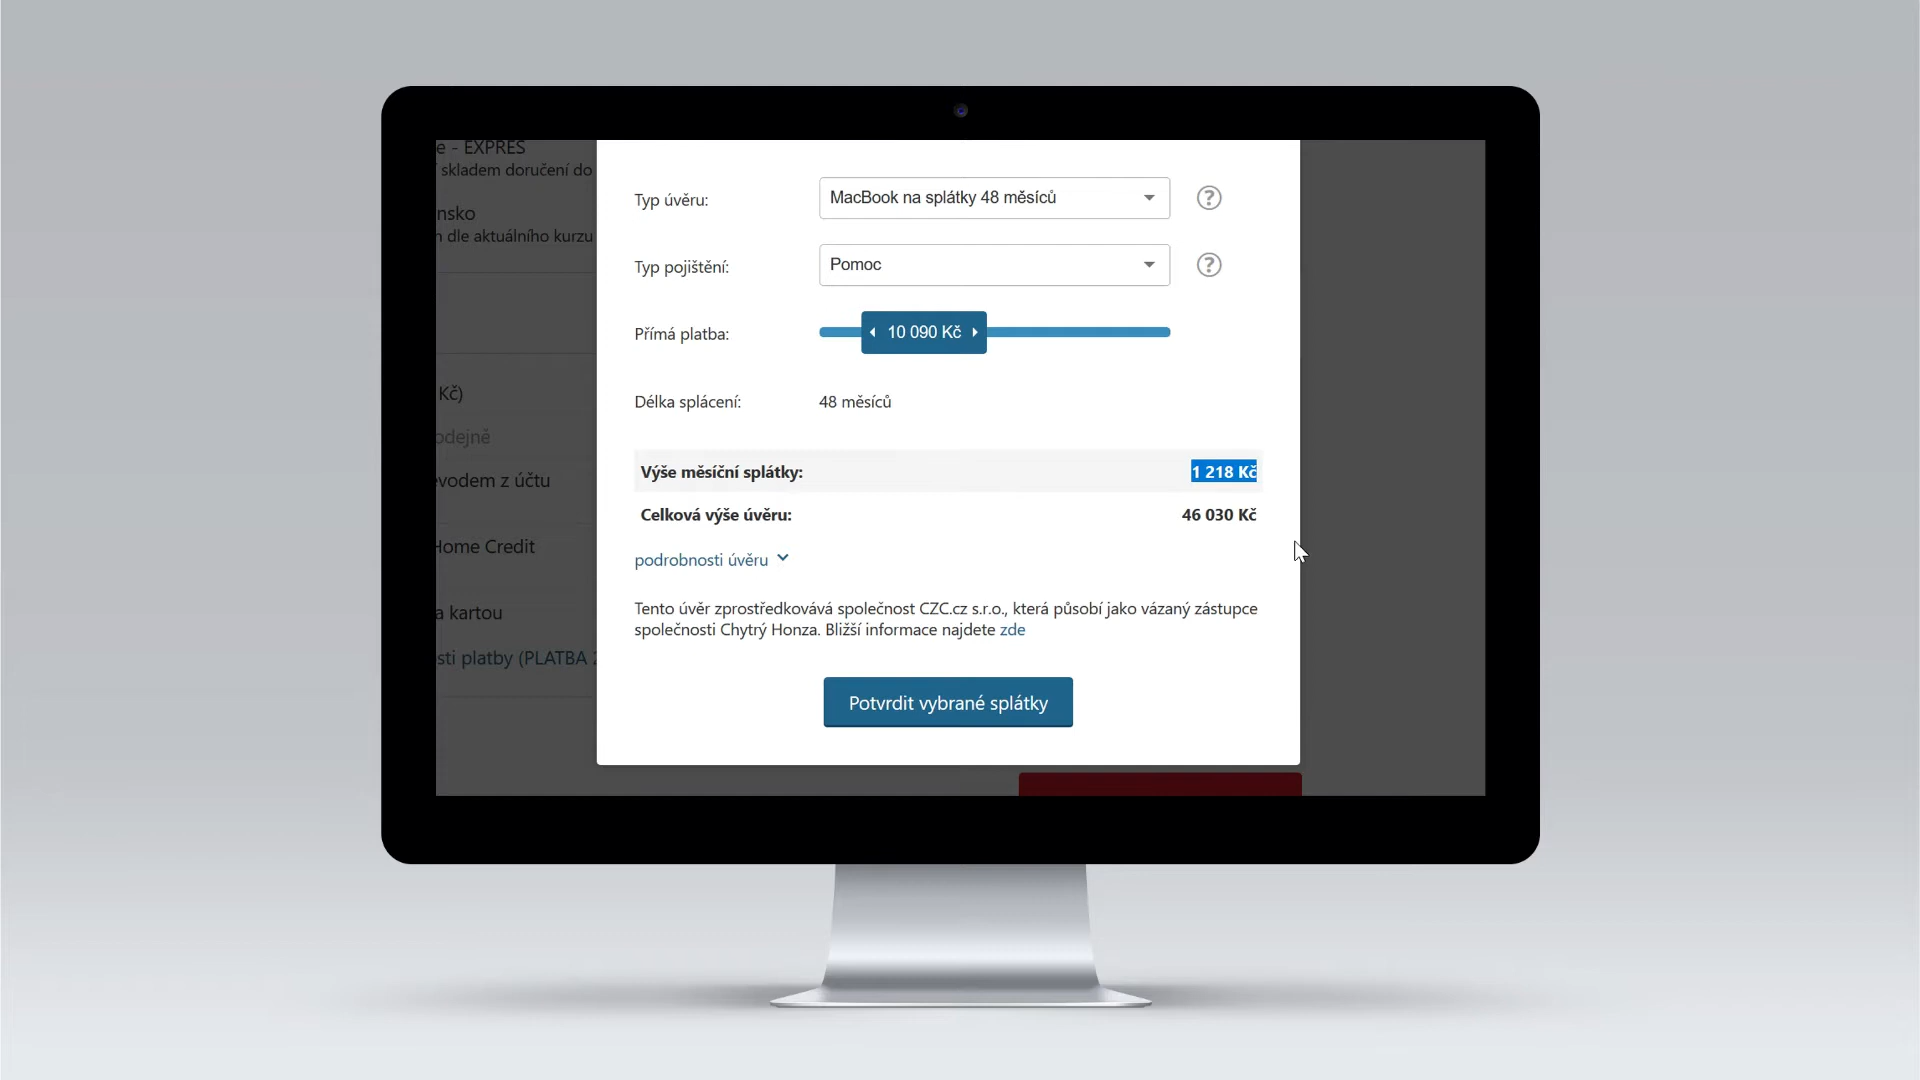 e - EXPRES
skladem doručení do
nsko
dle aktuálního kurzu
Kč)
odejně
evodem z účtu
Home Credit
a kartou
sti platby (PLATBA
Typ úvěru:
MacBook na splátky 48 měsíců
?
Typ pojištění:
Pomoc
?
Přímá platba:
10 090 Kč
Délka splácení:
48 měsíců
Výše měsíční splátky:
1 218 Kč
Celková výše úvěru:
46 030 Kč
podrobnosti úvěru
Tento úvěr zprostředkovává společnost CZC.cz s.r.o., která působí jako vázaný zástupce
společnosti Chytrý Honza. Bližší informace najdete zde
Potvrdit vybrané splátky